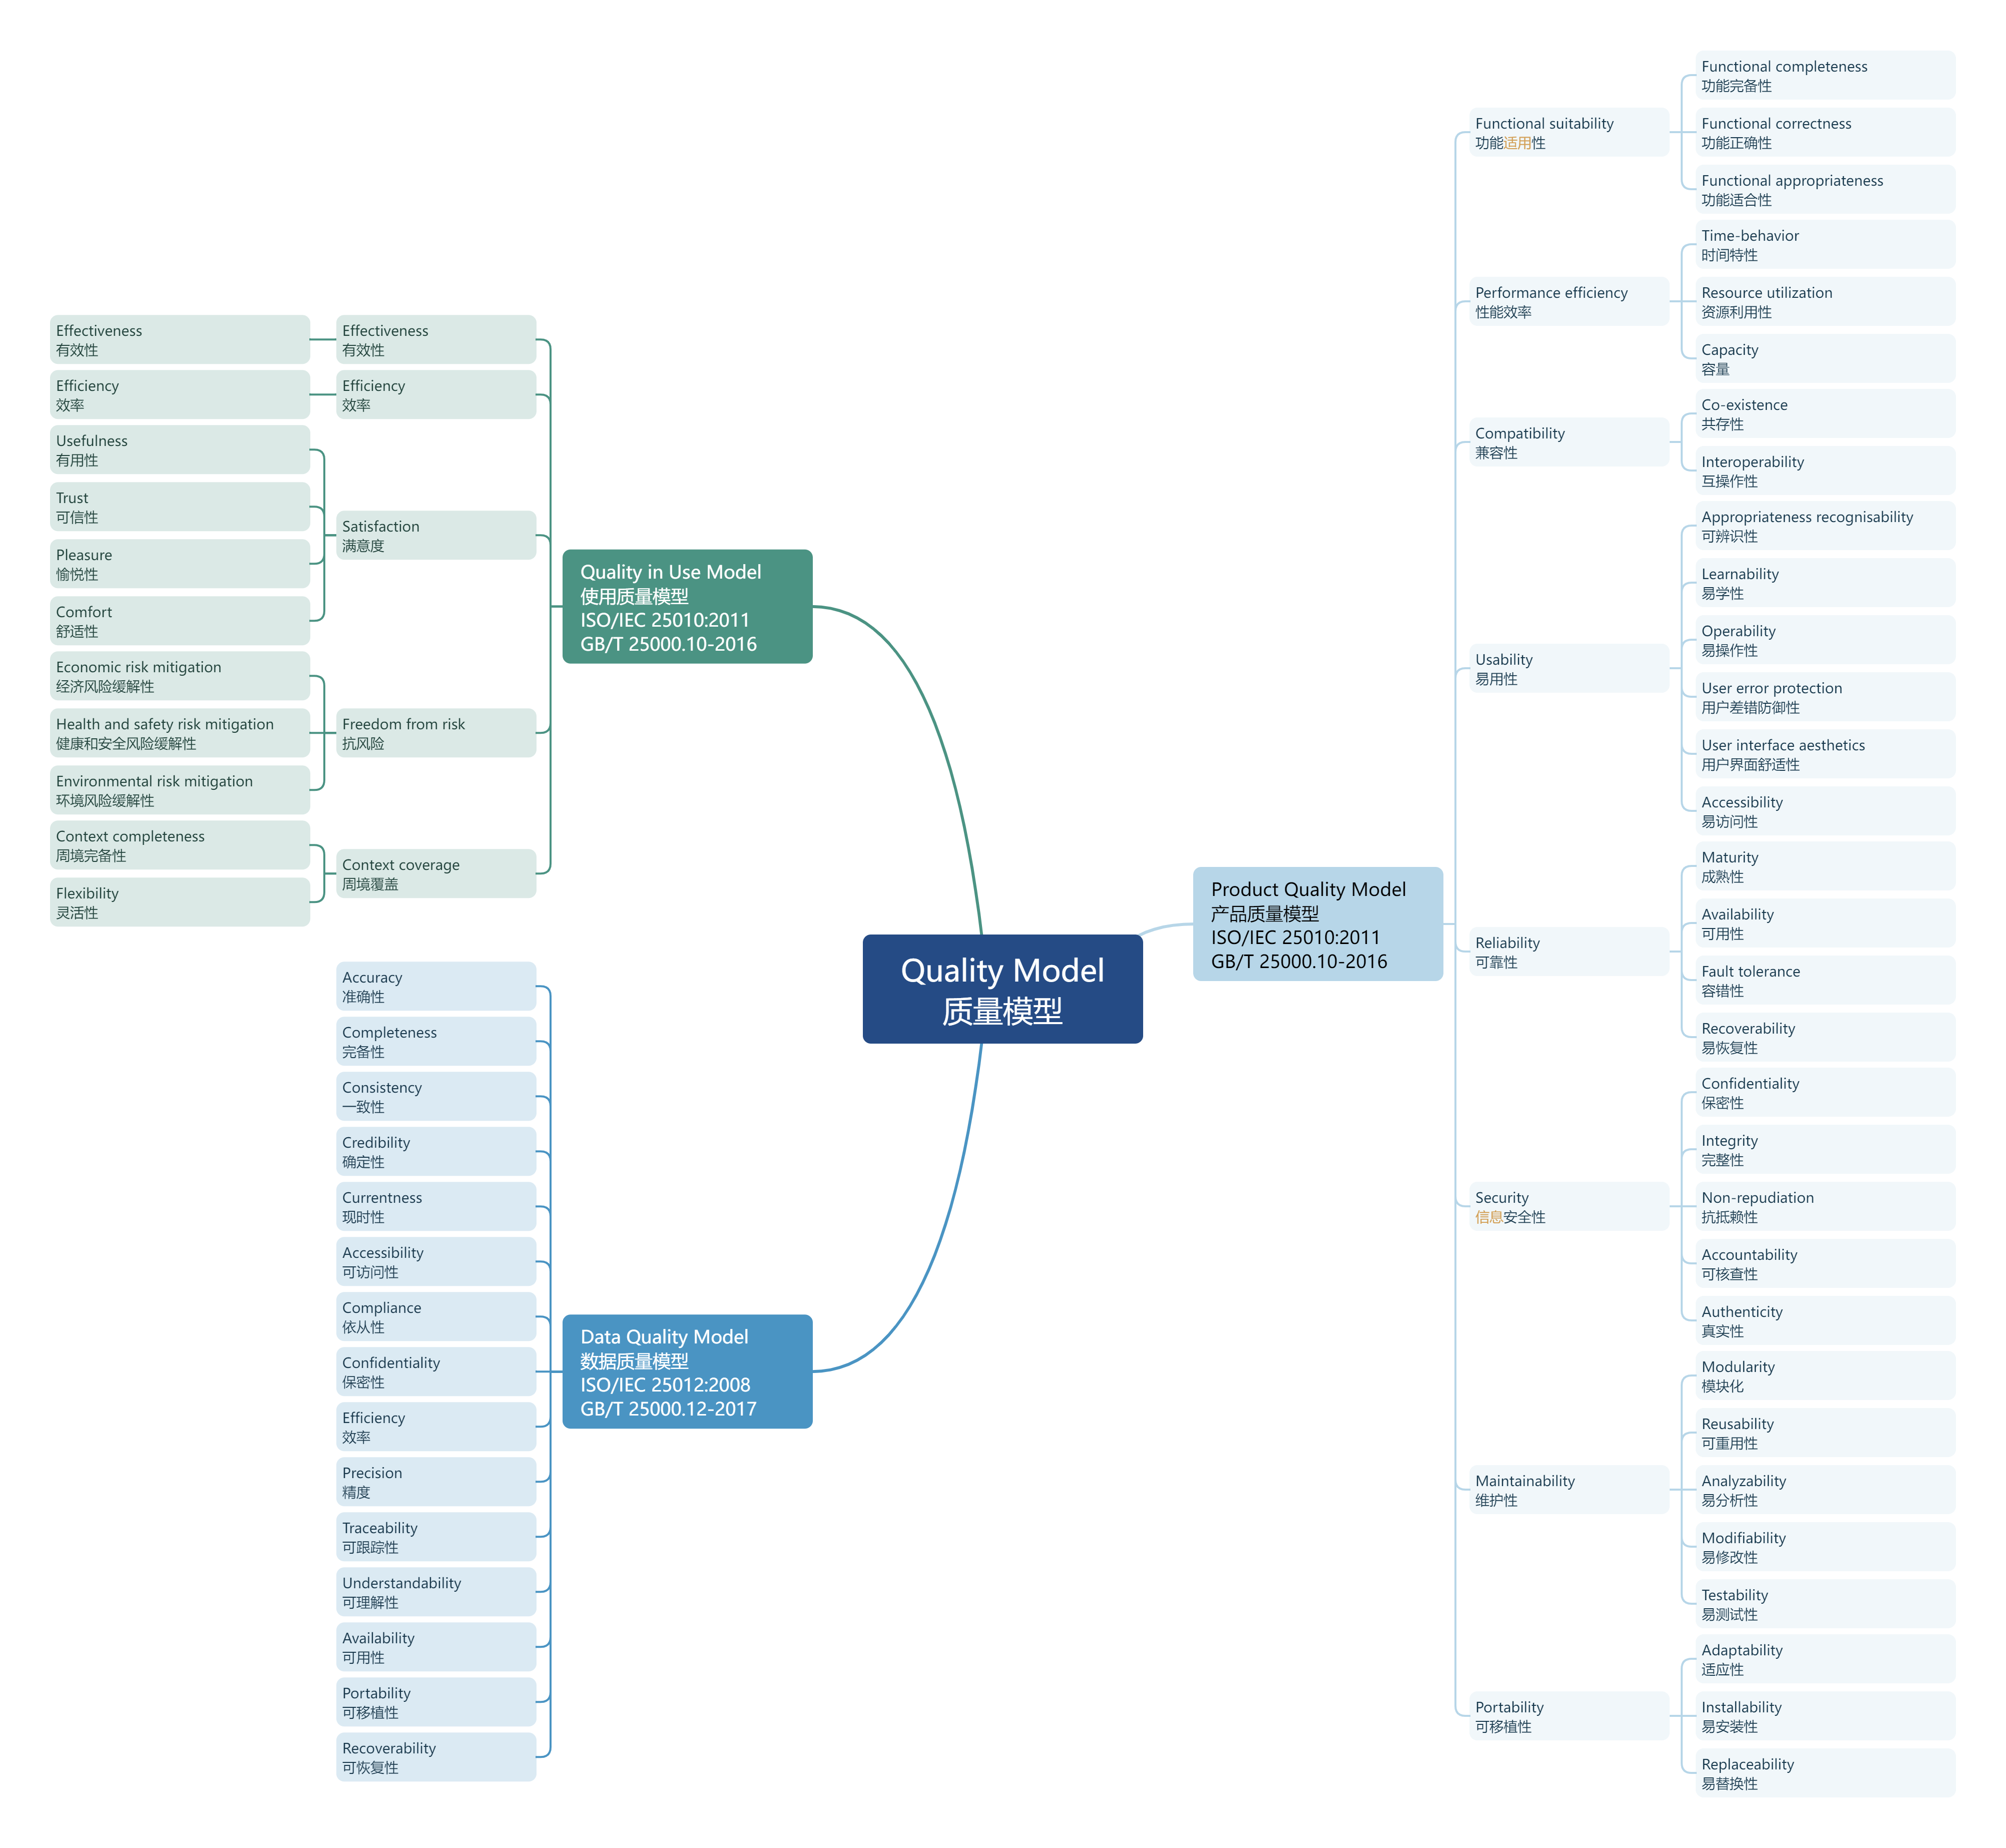 Quality Model
质量模型
Product Quality Model
产品质量模型
ISO/IEC 25010:2011
GB/T 25000.10-2016
Functional suitability
功能适用性
Functional completeness
功能完备性
Functional correctness
功能正确性
Functional appropriateness
功能适合性
Performance efficiency
性能效率
Time-behavior
时间特性
Resource utilization
资源利用性
Capacity
容量
Compatibility
兼容性
Co-existence
共存性
Interoperability
互操作性
Usability
易用性
Appropriateness recognisability
可辨识性
Learnability
易学性
Operability
易操作性
User error protection
用户差错防御性
User interface aesthetics
用户界面舒适性
Accessibility
易访问性
Reliability
可靠性
Maturity
成熟性
Availability
可用性
Fault tolerance
容错性
Recoverability
易恢复性
Security
信息安全性
Confidentiality
保密性
Integrity
完整性
Non-repudiation
抗抵赖性
Accountability
可核查性
Authenticity
真实性
Maintainability
维护性
Modularity
模块化
Reusability
可重用性
Analyzability
易分析性
Modifiability
易修改性
Testability
易测试性
Portability
可移植性
Adaptability
适应性
Installability
易安装性
Replaceability
易替换性
Quality in Use Model
使用质量模型
ISO/IEC 25010:2011
GB/T 25000.10-2016
Effectiveness
有效性
Effectiveness
有效性
Efficiency
效率
Efficiency
效率
Satisfaction
满意度
Usefulness
有用性
Trust
可信性
Pleasure
愉悦性
Comfort
舒适性
Freedom from risk
抗风险
Economic risk mitigation
经济风险缓解性
Health and safety risk mitigation
健康和安全风险缓解性
Environmental risk mitigation
环境风险缓解性
Context coverage
周境覆盖
Context completeness
周境完备性
Flexibility
灵活性
Data Quality Model
数据质量模型
ISO/IEC 25012:2008
GB/T 25000.12-2017
Accuracy
准确性
Completeness
完备性
Consistency
一致性
Credibility
确定性
Currentness
现时性
Accessibility
可访问性
Compliance
依从性
Confidentiality
保密性
Efficiency
效率
Precision
精度
Traceability
可跟踪性
Understandability
可理解性
Availability
可用性
Portability
可移植性
Recoverability
可恢复性